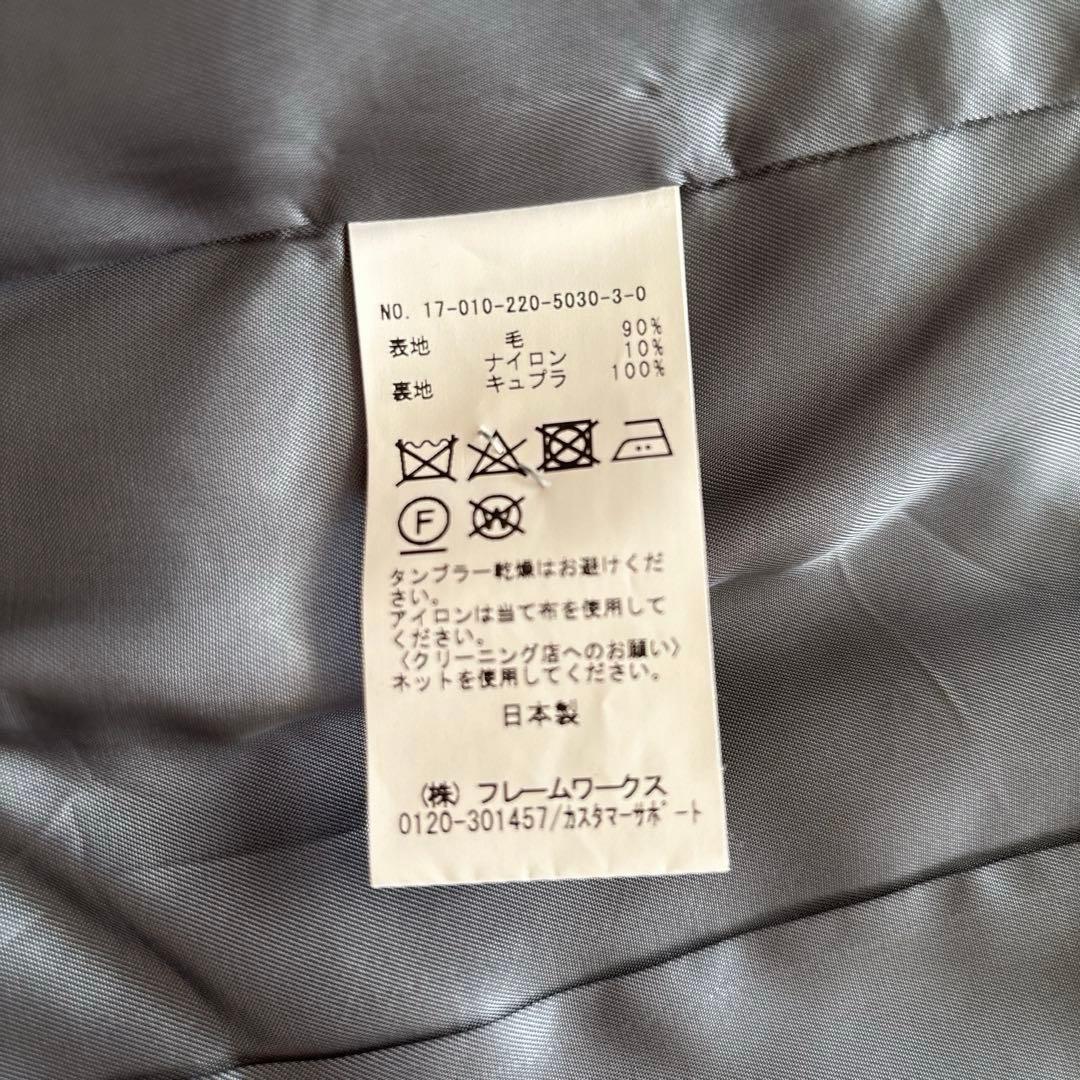 NO. 17-010-220-5030-3-0
表地 毛 90%
ナイロン 10%
裏地 キュプラ 100%
F W
タンブラー乾燥はお避けくだ
さい。
アイロンは当て布を使用して
ください。
〈クリーニング店へのお願い〉
ネットを使用してください。
日本製
(株) フレームワークス
0120-301457/ｶｽﾀﾏｰｻﾎﾟｰﾄ